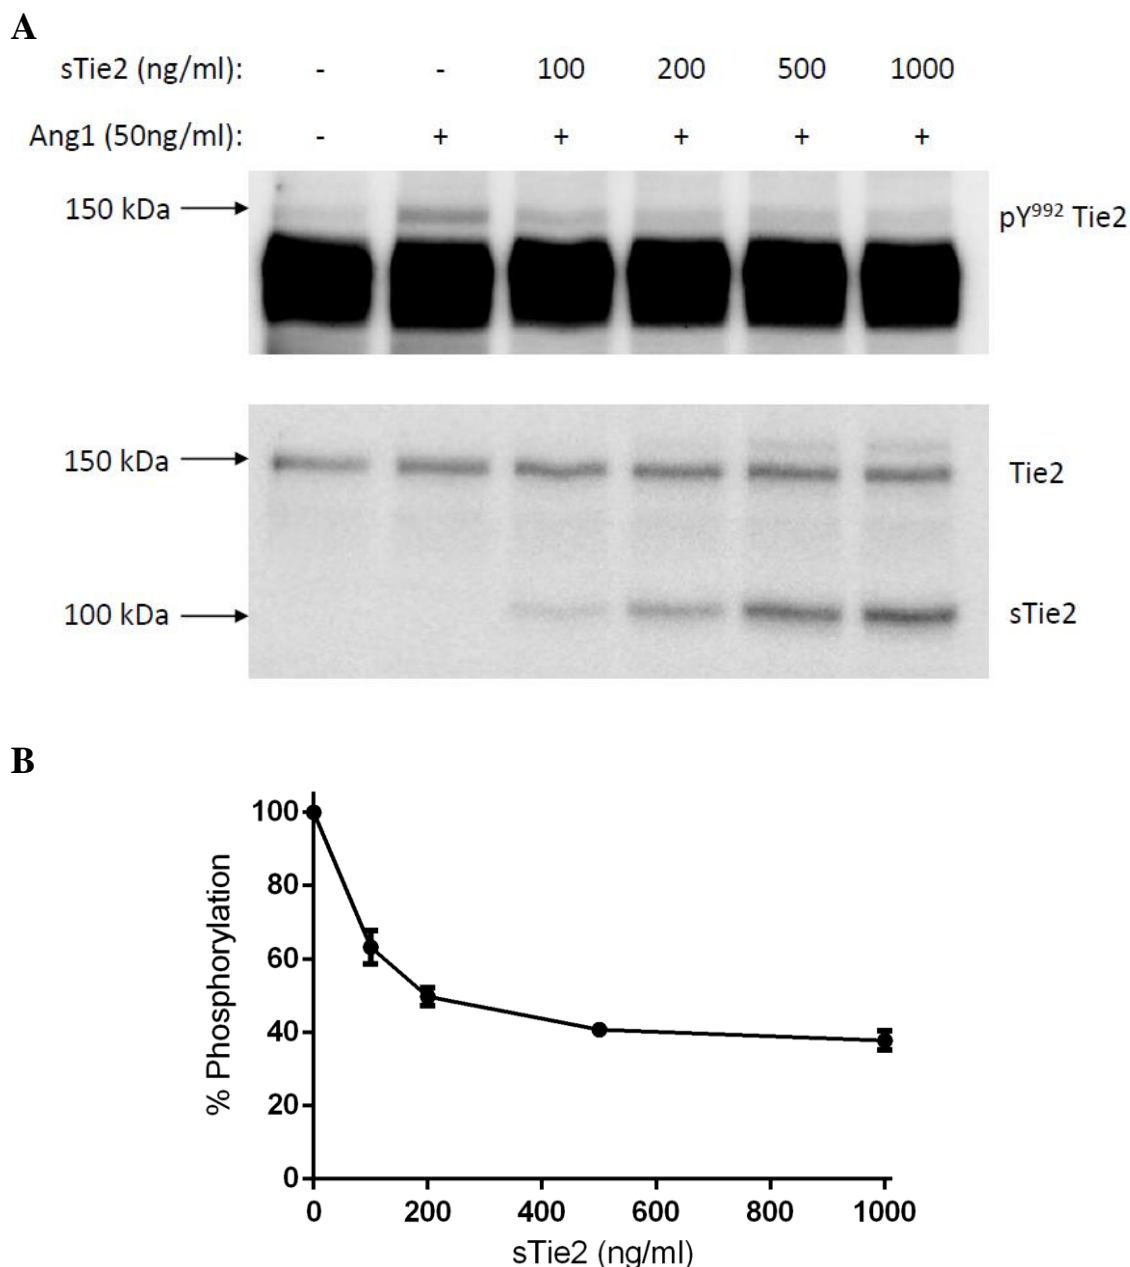 A
sTie2 (ng/ml): - - 100 200 500 1000
Ang1 (50ng/ml): - + + + + +
150 kDa
pY⁹⁹² Tie2
150 kDa
Tie2
100 kDa
sTie2
B
100
80
60
40
20
0
% Phosphorylation
0 200 400 600 800 1000
sTie2 (ng/ml)